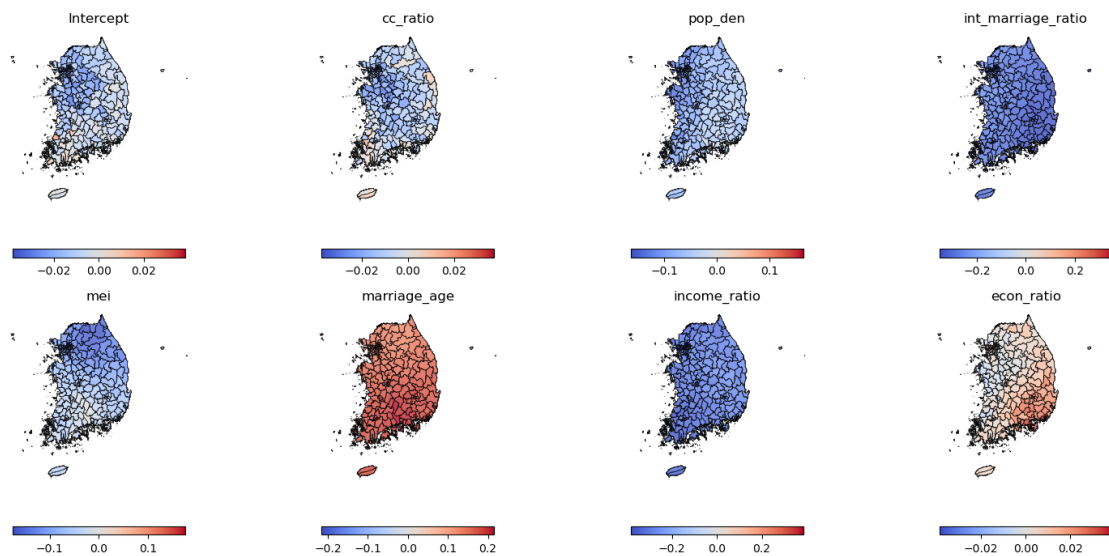 Intercept
cc_ratio
pop_den
int_marriage_ratio
−0.02 0.00 0.02
−0.02 0.00 0.02
−0.1 0.0 0.1
−0.2 0.0 0.2
mei
marriage_age
income_ratio
econ_ratio
−0.1 0.0 0.1
−0.2 −0.1 0.0 0.1 0.2
−0.2 0.0 0.2
−0.02 0.00 0.02